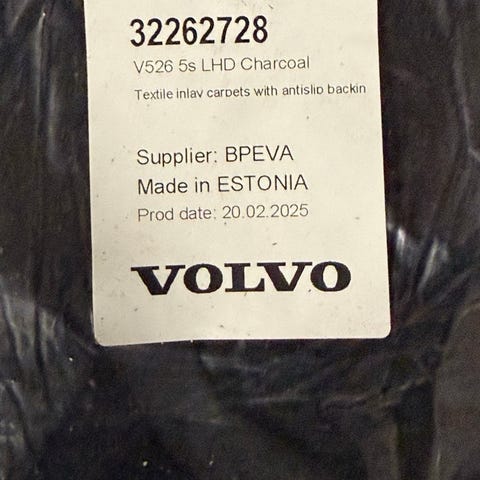 32262728
V526 5s LHD Charcoal
Textile inlay carpets with antislip backin
Supplier: BPEVA
Made in ESTONIA
Prod date: 20.02.2025
VOLVO